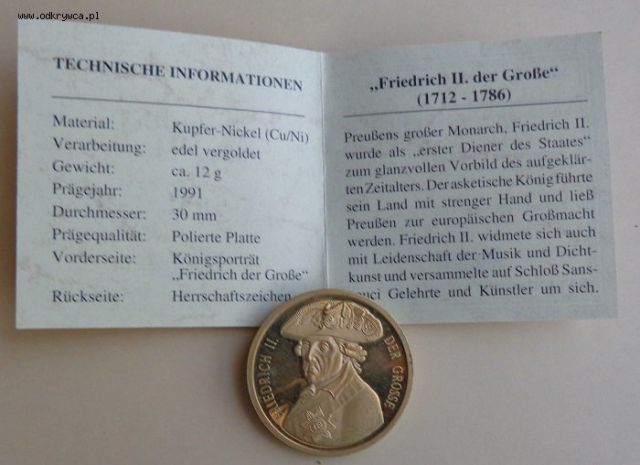 www.odkrywca.pl
TECHNISCHE INFORMATIONEN
Material: Kupfer-Nickel (Cu/Ni)
Verarbeitung: edel vergoldet
Gewicht: ca. 12 g
Prägejahr: 1991
Durchmesser: 30 mm
Prägequalität: Polierte Platte
Vorderseite: Königsporträt
„Friedrich der Große“
Rückseite: Herrschaftszeichen
„Friedrich II. der Große“
(1712 - 1786)
Preußens großer Monarch, Friedrich II.
wurde als „erster Diener des Staates“
zum glanzvollen Vorbild des aufgeklär-
ten Zeitalters. Der asketische König führte
sein Land mit strenger Hand und ließ
Preußen zur europäischen Großmacht
werden. Friedrich II. widmete sich auch
mit Leidenschaft der Musik und Dicht-
kunst und versammelte auf Schloß Sans-
ouci Gelehrte und Künstler um sich.
FRIEDRICH II. DER GROSSE